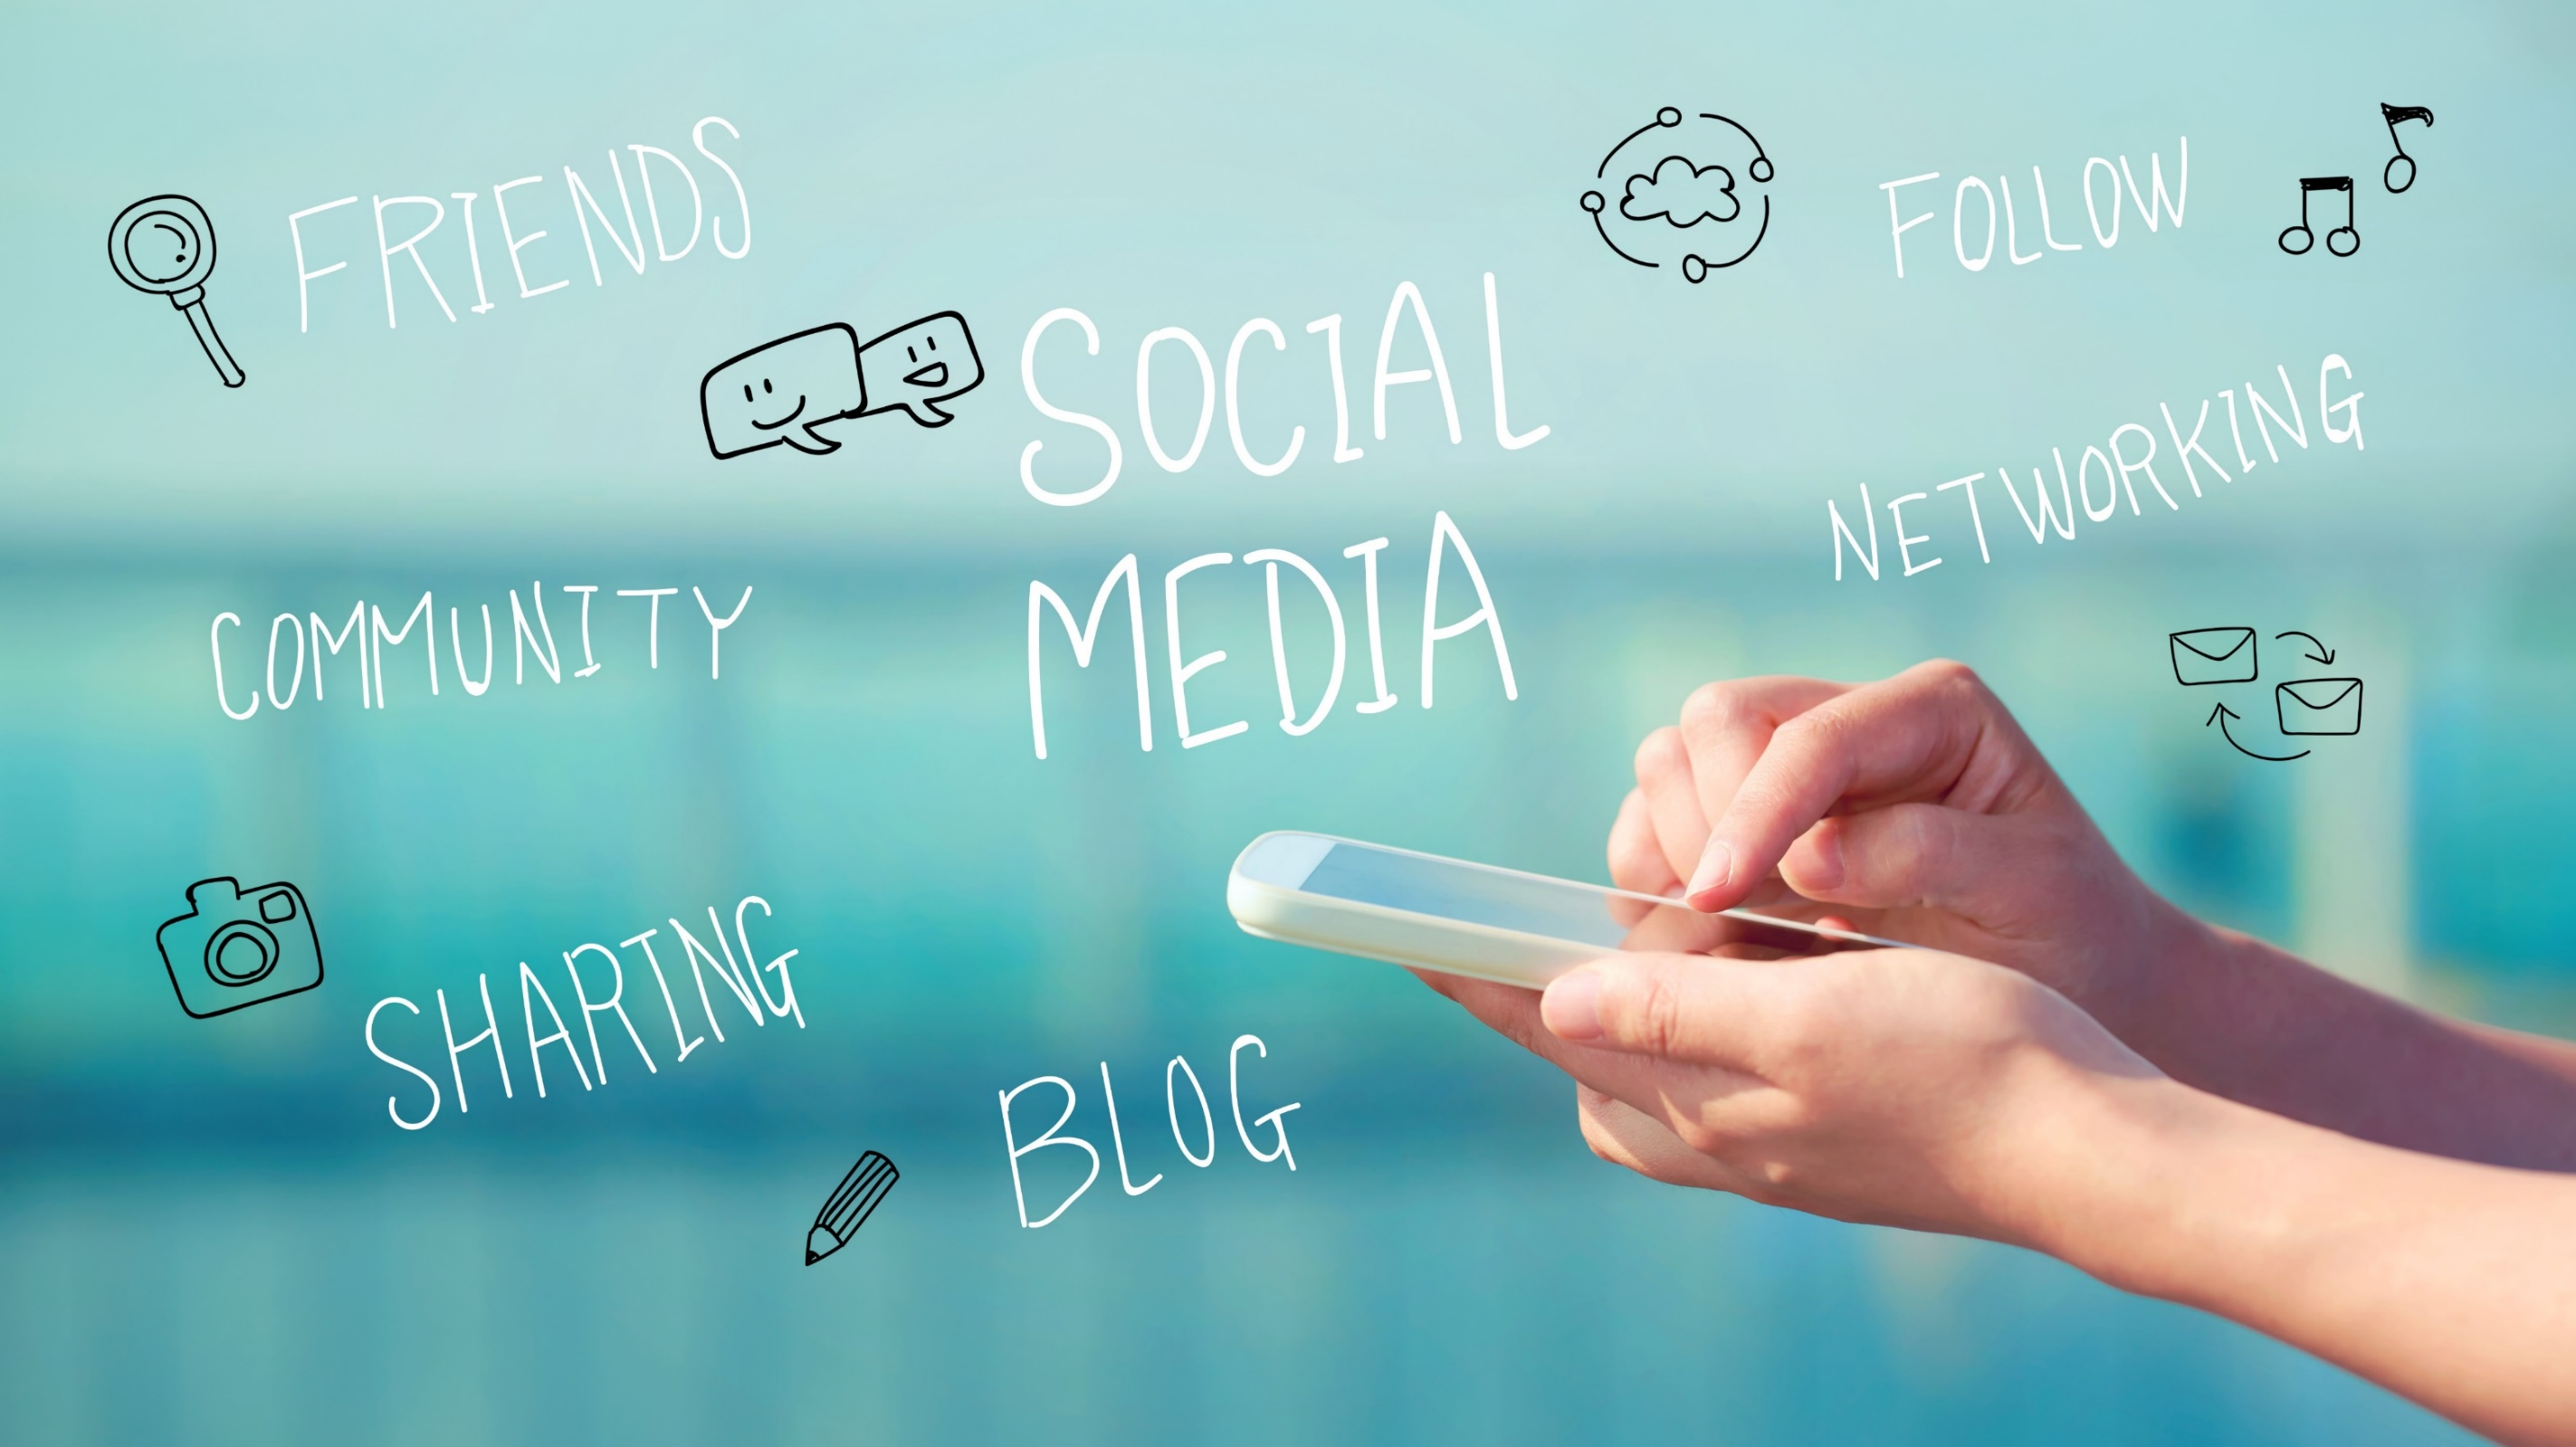 FRIENDS
FOLLOW
SOCIAL
MEDIA
NETWORKING
COMMUNITY
SHARING
BLOG